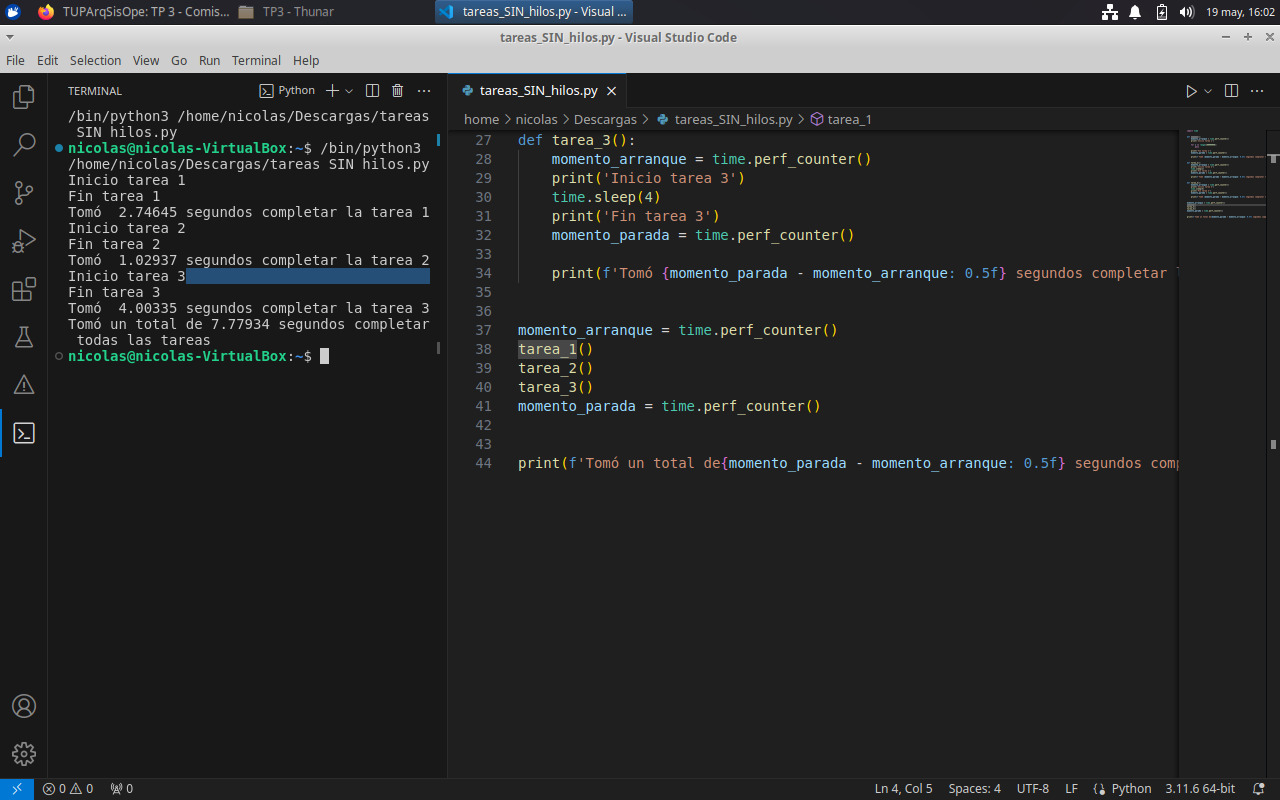 TUPArqSisOpe: TP 3 - Comis...
TP3 - Thunar
tareas_SIN_hilos.py - Visual ...
19 may, 16:02
tareas_SIN_hilos.py - Visual Studio Code
File Edit Selection View Go Run Terminal Help
TERMINAL
Python
/bin/python3 /home/nicolas/Descargas/tareas
_SIN_hilos.py
nicolas@nicolas-VirtualBox:~$ /bin/python3
/home/nicolas/Descargas/tareas_SIN_hilos.py
Inicio tarea 1
Fin tarea 1
Tomó  2.74645 segundos completar la tarea 1
Inicio tarea 2
Fin tarea 2
Tomó  1.02937 segundos completar la tarea 2
Inicio tarea 3
Fin tarea 3
Tomó  4.00335 segundos completar la tarea 3
Tomó un total de 7.77934 segundos completar
 todas las tareas
nicolas@nicolas-VirtualBox:~$
tareas_SIN_hilos.py
home > nicolas > Descargas > tareas_SIN_hilos.py > tarea_1
27 def tarea_3():
28     momento_arranque = time.perf_counter()
29     print('Inicio tarea 3')
30     time.sleep(4)
31     print('Fin tarea 3')
32     momento_parada = time.perf_counter()
33
34     print(f'Tomó {momento_parada - momento_arranque: 0.5f} segundos completar
35
36
37 momento_arranque = time.perf_counter()
38 tarea_1()
39 tarea_2()
40 tarea_3()
41 momento_parada = time.perf_counter()
42
43
44 print(f'Tomó un total de{momento_parada - momento_arranque: 0.5f} segundos com
0 0 0
Ln 4, Col 5 Spaces: 4 UTF-8 LF Python 3.11.6 64-bit